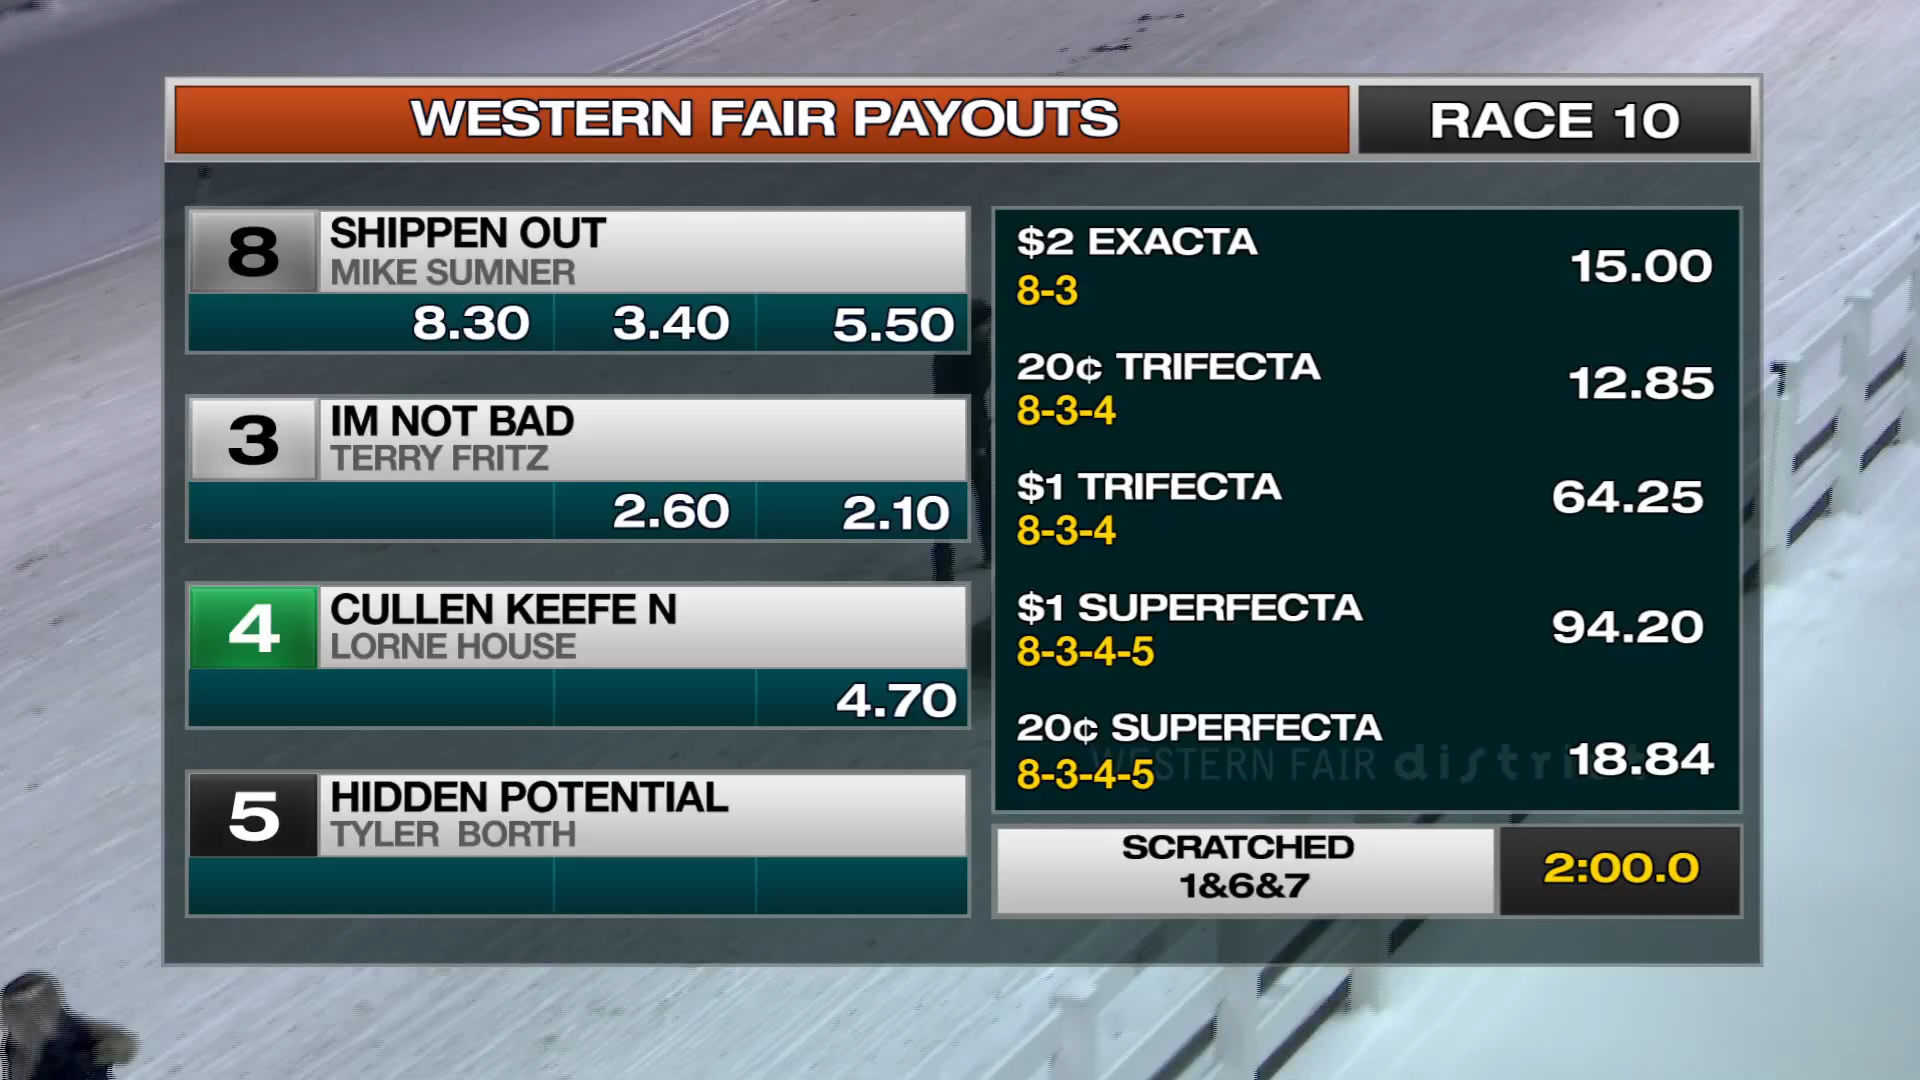 WESTERN FAIR PAYOUTS
RACE 10
8
SHIPPEN OUT
MIKE SUMNER
8.30 3.40 5.50
3
IM NOT BAD
TERRY FRITZ
2.60 2.10
4
CULLEN KEEFE N
LORNE HOUSE
4.70
5
HIDDEN POTENTIAL
TYLER BORTH
$2 EXACTA
8-3
15.00
20¢ TRIFECTA
8-3-4
12.85
$1 TRIFECTA
8-3-4
64.25
$1 SUPERFECTA
8-3-4-5
94.20
20¢ SUPERFECTA
8-3-4-5
18.84
WESTERN FAIR district
SCRATCHED
1&6&7
2:00.0